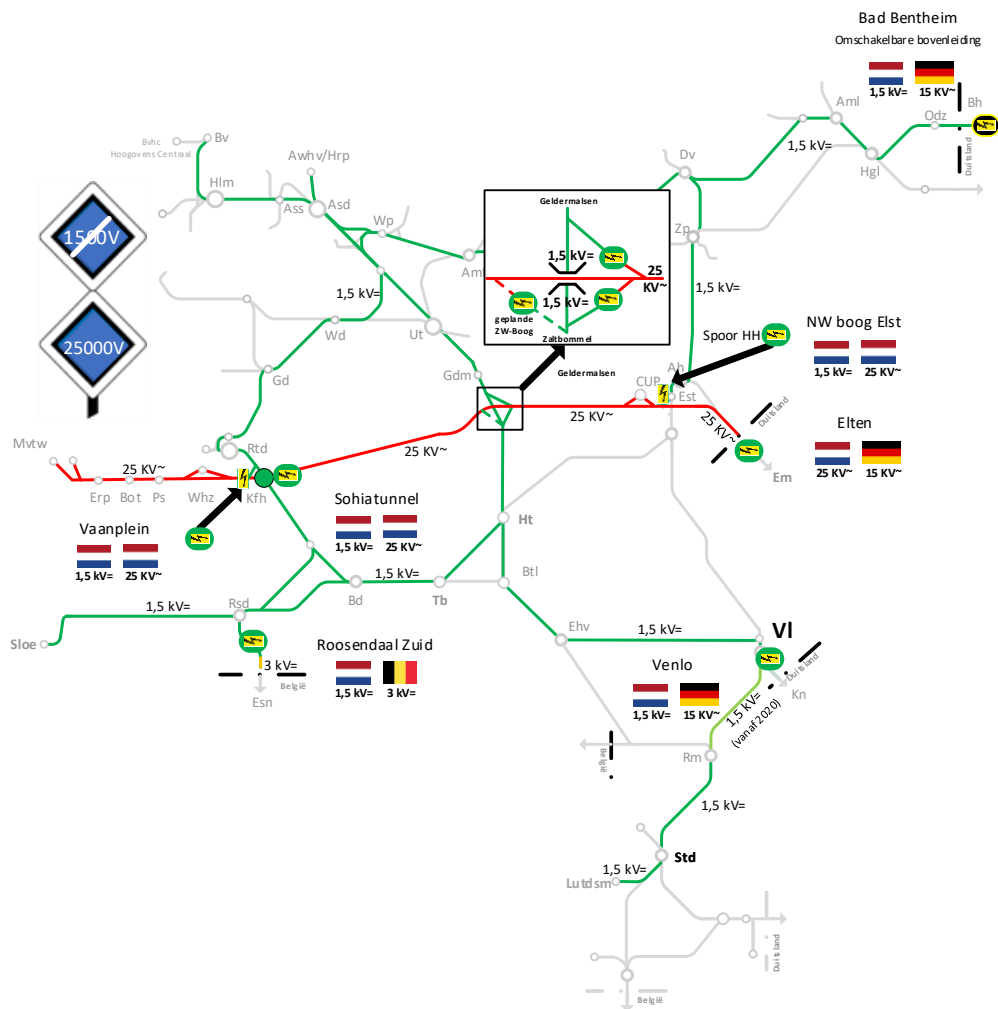 Bad Bentheim
Omschakelbare bovenleiding
1,5 kV=
15 KV~
Bh
Aml
Odz
Duitsland
Hgl
1,5 kV=
Bv
Bvhc
Hoogovens Centraal
Awhv/Hrp
Hlm
Ass
Asd
Wp
Dv
Zp
Amf
1500V
25000V
Geldermalsen
1,5 kV=
25
KV~
1,5 kV=
geplande
ZW-Boog
Zaltbommel
Geldermalsen
1,5 kV=
1,5 kV=
Wd
Ut
Gd
Gdm
Spoor HH
NW boog Elst
1,5 kV=
25 KV~
Ah
CUP
Est
25 KV~
25 KV~
Duitsland
Elten
25 KV~
15 KV~
Em
Mvtw
Rtd
25 KV~
25 KV~
Erp
Bot
Ps
Whz
Kfh
Vaanplein
1,5 kV=
25 KV~
Sohiatunnel
1,5 kV=
25 KV~
Ht
1,5 kV=
Bd
Tb
Btl
1,5 kV=
Rsd
Sloe
Ehv
1,5 kV=
Vl
Roosendaal Zuid
1,5 kV=
3 kV=
3 kV=
België
Esn
Venlo
1,5 kV=
15 KV~
Duitsland
Kn
1,5 kV=
(vanaf 2020)
België
Rm
1,5 kV=
Std
1,5 kV=
Lutdsm
Duitsland
België